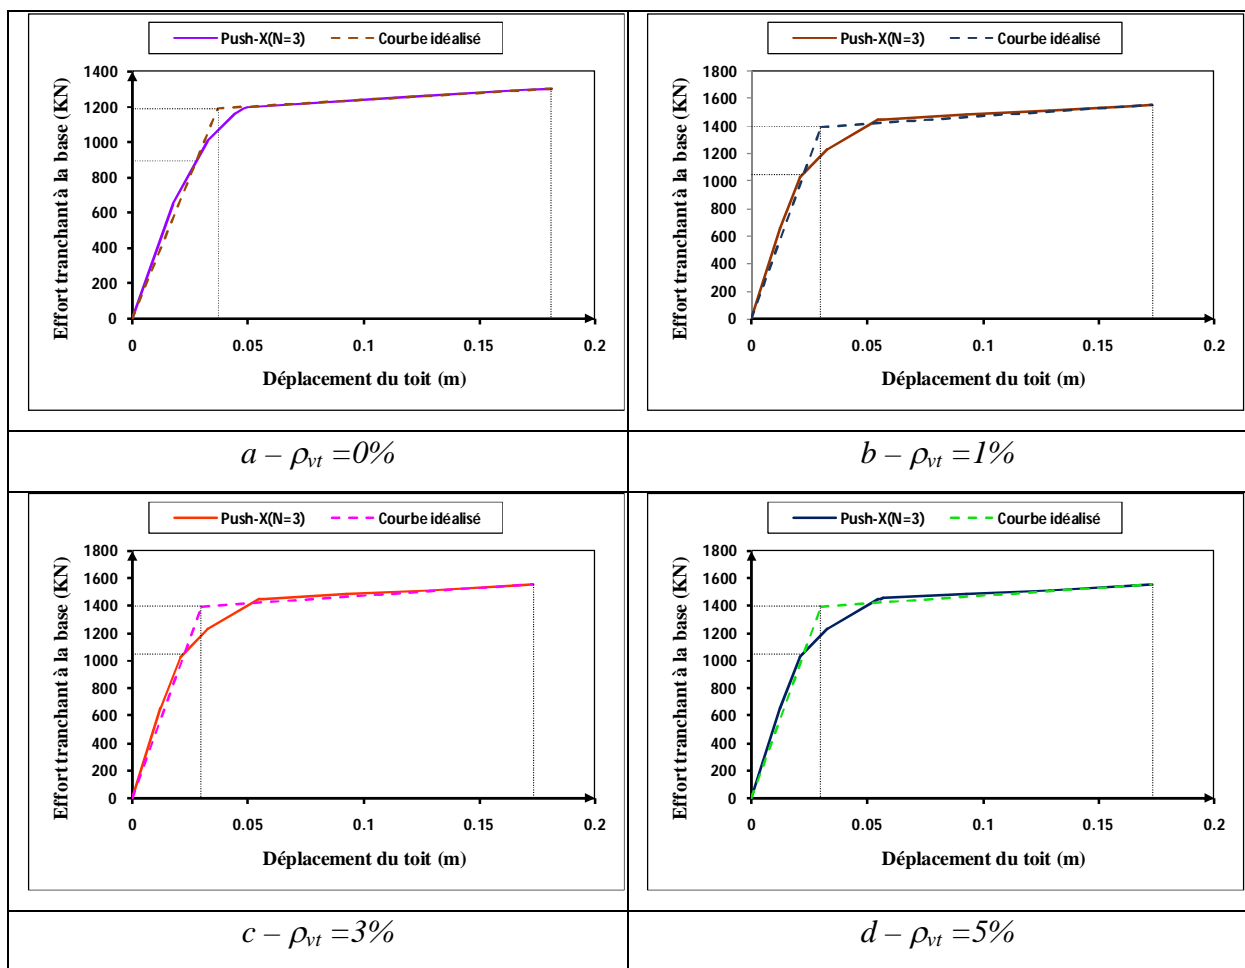 Push-X(N=3) Courbe idéalisé
Effort tranchant à la base (KN)
1400
1200
1000
800
600
400
200
0
0 0.05 0.1 0.15 0.2
Déplacement du toit (m)
a – ρvt =0%
Push-X(N=3) Courbe idéalisé
Effort tranchant à la base (KN)
1800
1600
1400
1200
1000
800
600
400
200
0
0 0.05 0.1 0.15 0.2
Déplacement du toit (m)
b – ρvt =1%
Push-X(N=3) Courbe idéalisé
Effort tranchant à la base (KN)
1800
1600
1400
1200
1000
800
600
400
200
0
0 0.05 0.1 0.15 0.2
Déplacement du toit (m)
c – ρvt =3%
Push-X(N=3) Courbe idéalisé
Effort tranchant à la base (KN)
1800
1600
1400
1200
1000
800
600
400
200
0
0 0.05 0.1 0.15 0.2
Déplacement du toit (m)
d – ρvt =5%